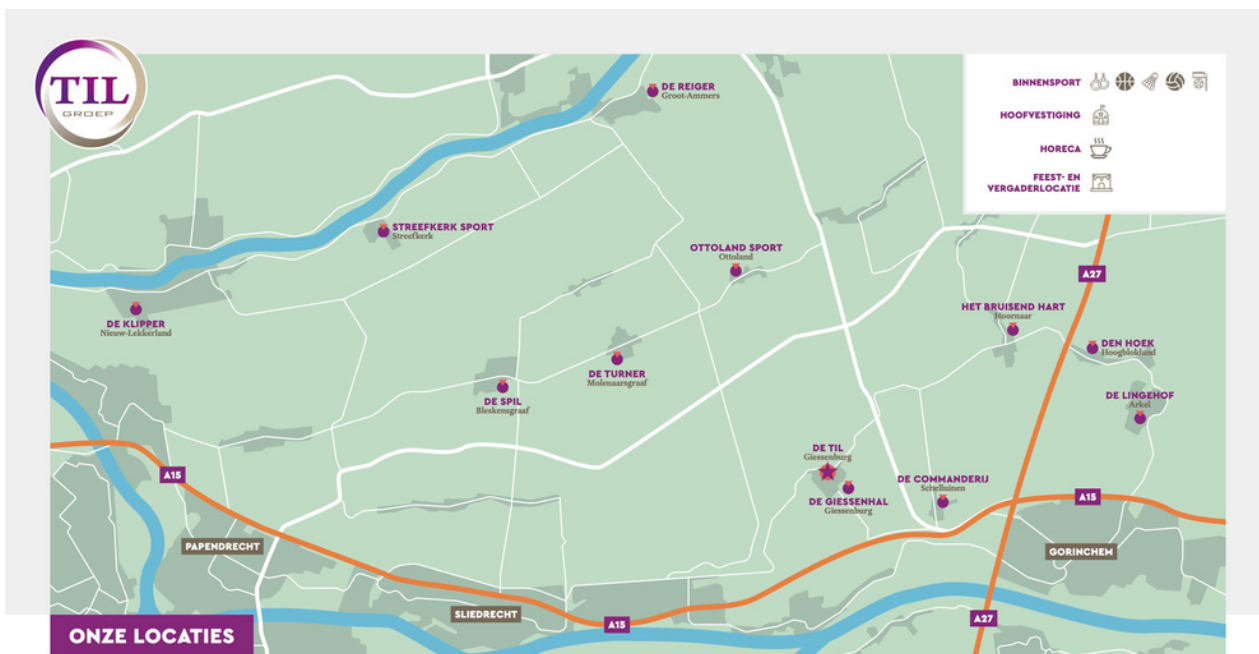 TIL
GROEP
BINNENSPORT
HOOFVESTIGING
HORECA
FEEST- EN
VERGADERLOCATIE
DE REIGER
Groot-Ammers
STREEFKERK SPORT
Streefkerk
OTTOLAND SPORT
Ottoland
A27
DE KLIPPER
Nieuw-Lekkerland
HET BRUISEND HART
Hoornaar
DEN HOEK
Hoogblokland
DE TURNER
Molenaarsgraaf
DE SPIL
Bleskensgraaf
DE LINGEHOF
Arkel
DE TIL
Giessenburg
A15
DE GIESSENHAL
Giessenburg
DE COMMANDERIJ
Schelluinen
A15
PAPENDRECHT
GORINCHEM
SLIEDRECHT
A15
A27
ONZE LOCATIES